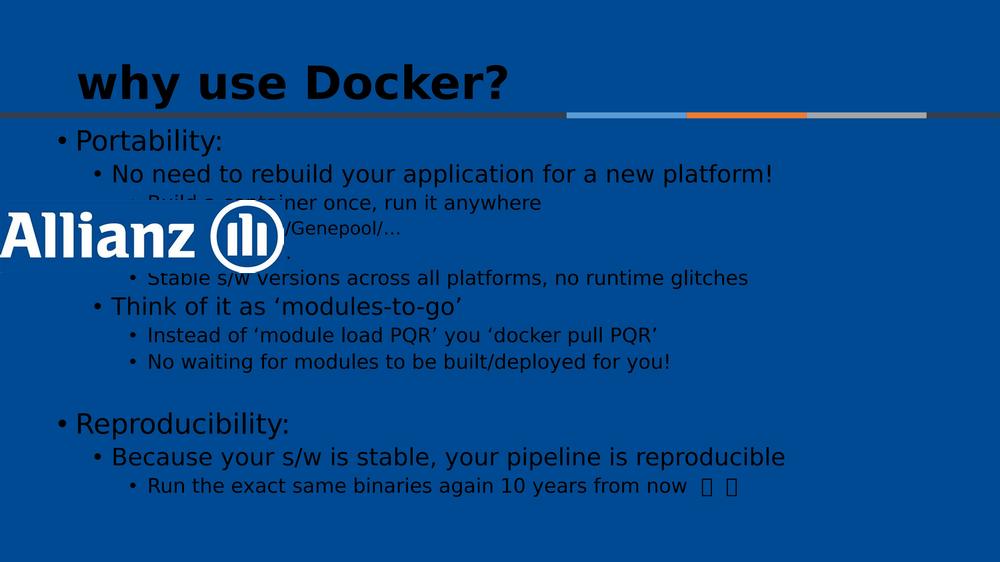 why use Docker?
• Portability:
• No need to rebuild your application for a new platform!
• Build a container once, run it anywhere
/Genepool/…
Allianz
• Stable s/w versions across all platforms, no runtime glitches
• Think of it as ‘modules-to-go’
• Instead of ‘module load PQR’ you ‘docker pull PQR’
• No waiting for modules to be built/deployed for you!
• Reproducibility:
• Because your s/w is stable, your pipeline is reproducible
• Run the exact same binaries again 10 years from now